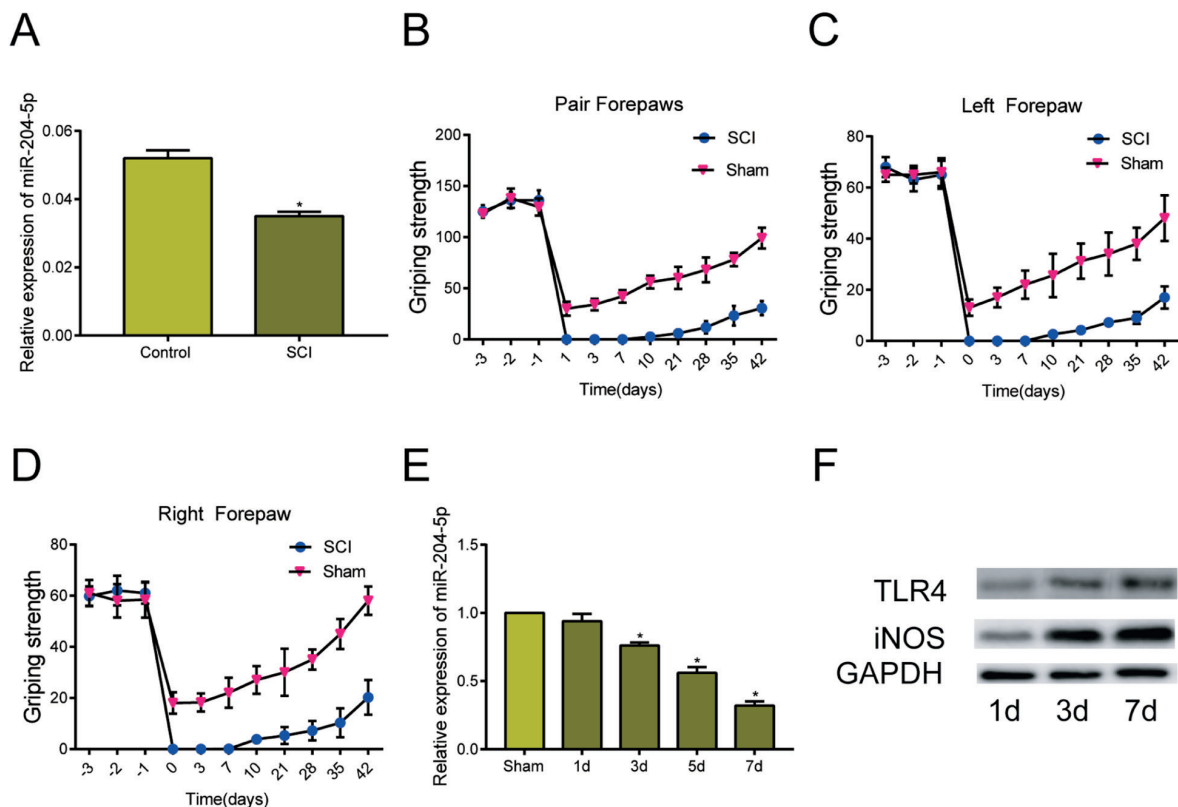 A
Relative expression of miR-204-5p
0.06
0.04
0.02
0.00
*
Control SCI
B
Pair Forepaws
SCI
Sham
Griping strength
200
150
100
50
0
-3 -2 -1 1 3 7 10 21 28 35 42
Time(days)
C
Left Forepaw
SCI
Sham
Griping strength
80
60
40
20
0
-3 -2 -1 0 3 7 10 21 28 35 42
Time(days)
D
Right Forepaw
SCI
Sham
Griping strength
80
60
40
20
0
-3 -2 -1 0 3 7 10 21 28 35 42
Time(days)
E
Relative expression of miR-204-5p
1.5
1.0
0.5
0.0
* * *
Sham 1d 3d 5d 7d
F
TLR4
iNOS
GAPDH
1d 3d 7d